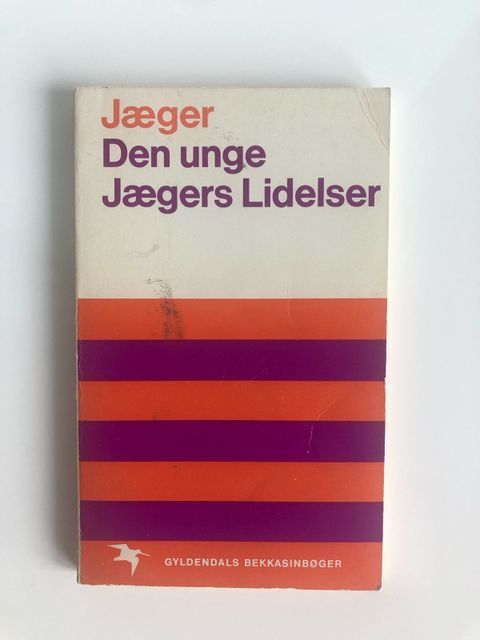 Jæger
Den unge
Jægers Lidelser
GYLDENDALS BEKKASINBØGER